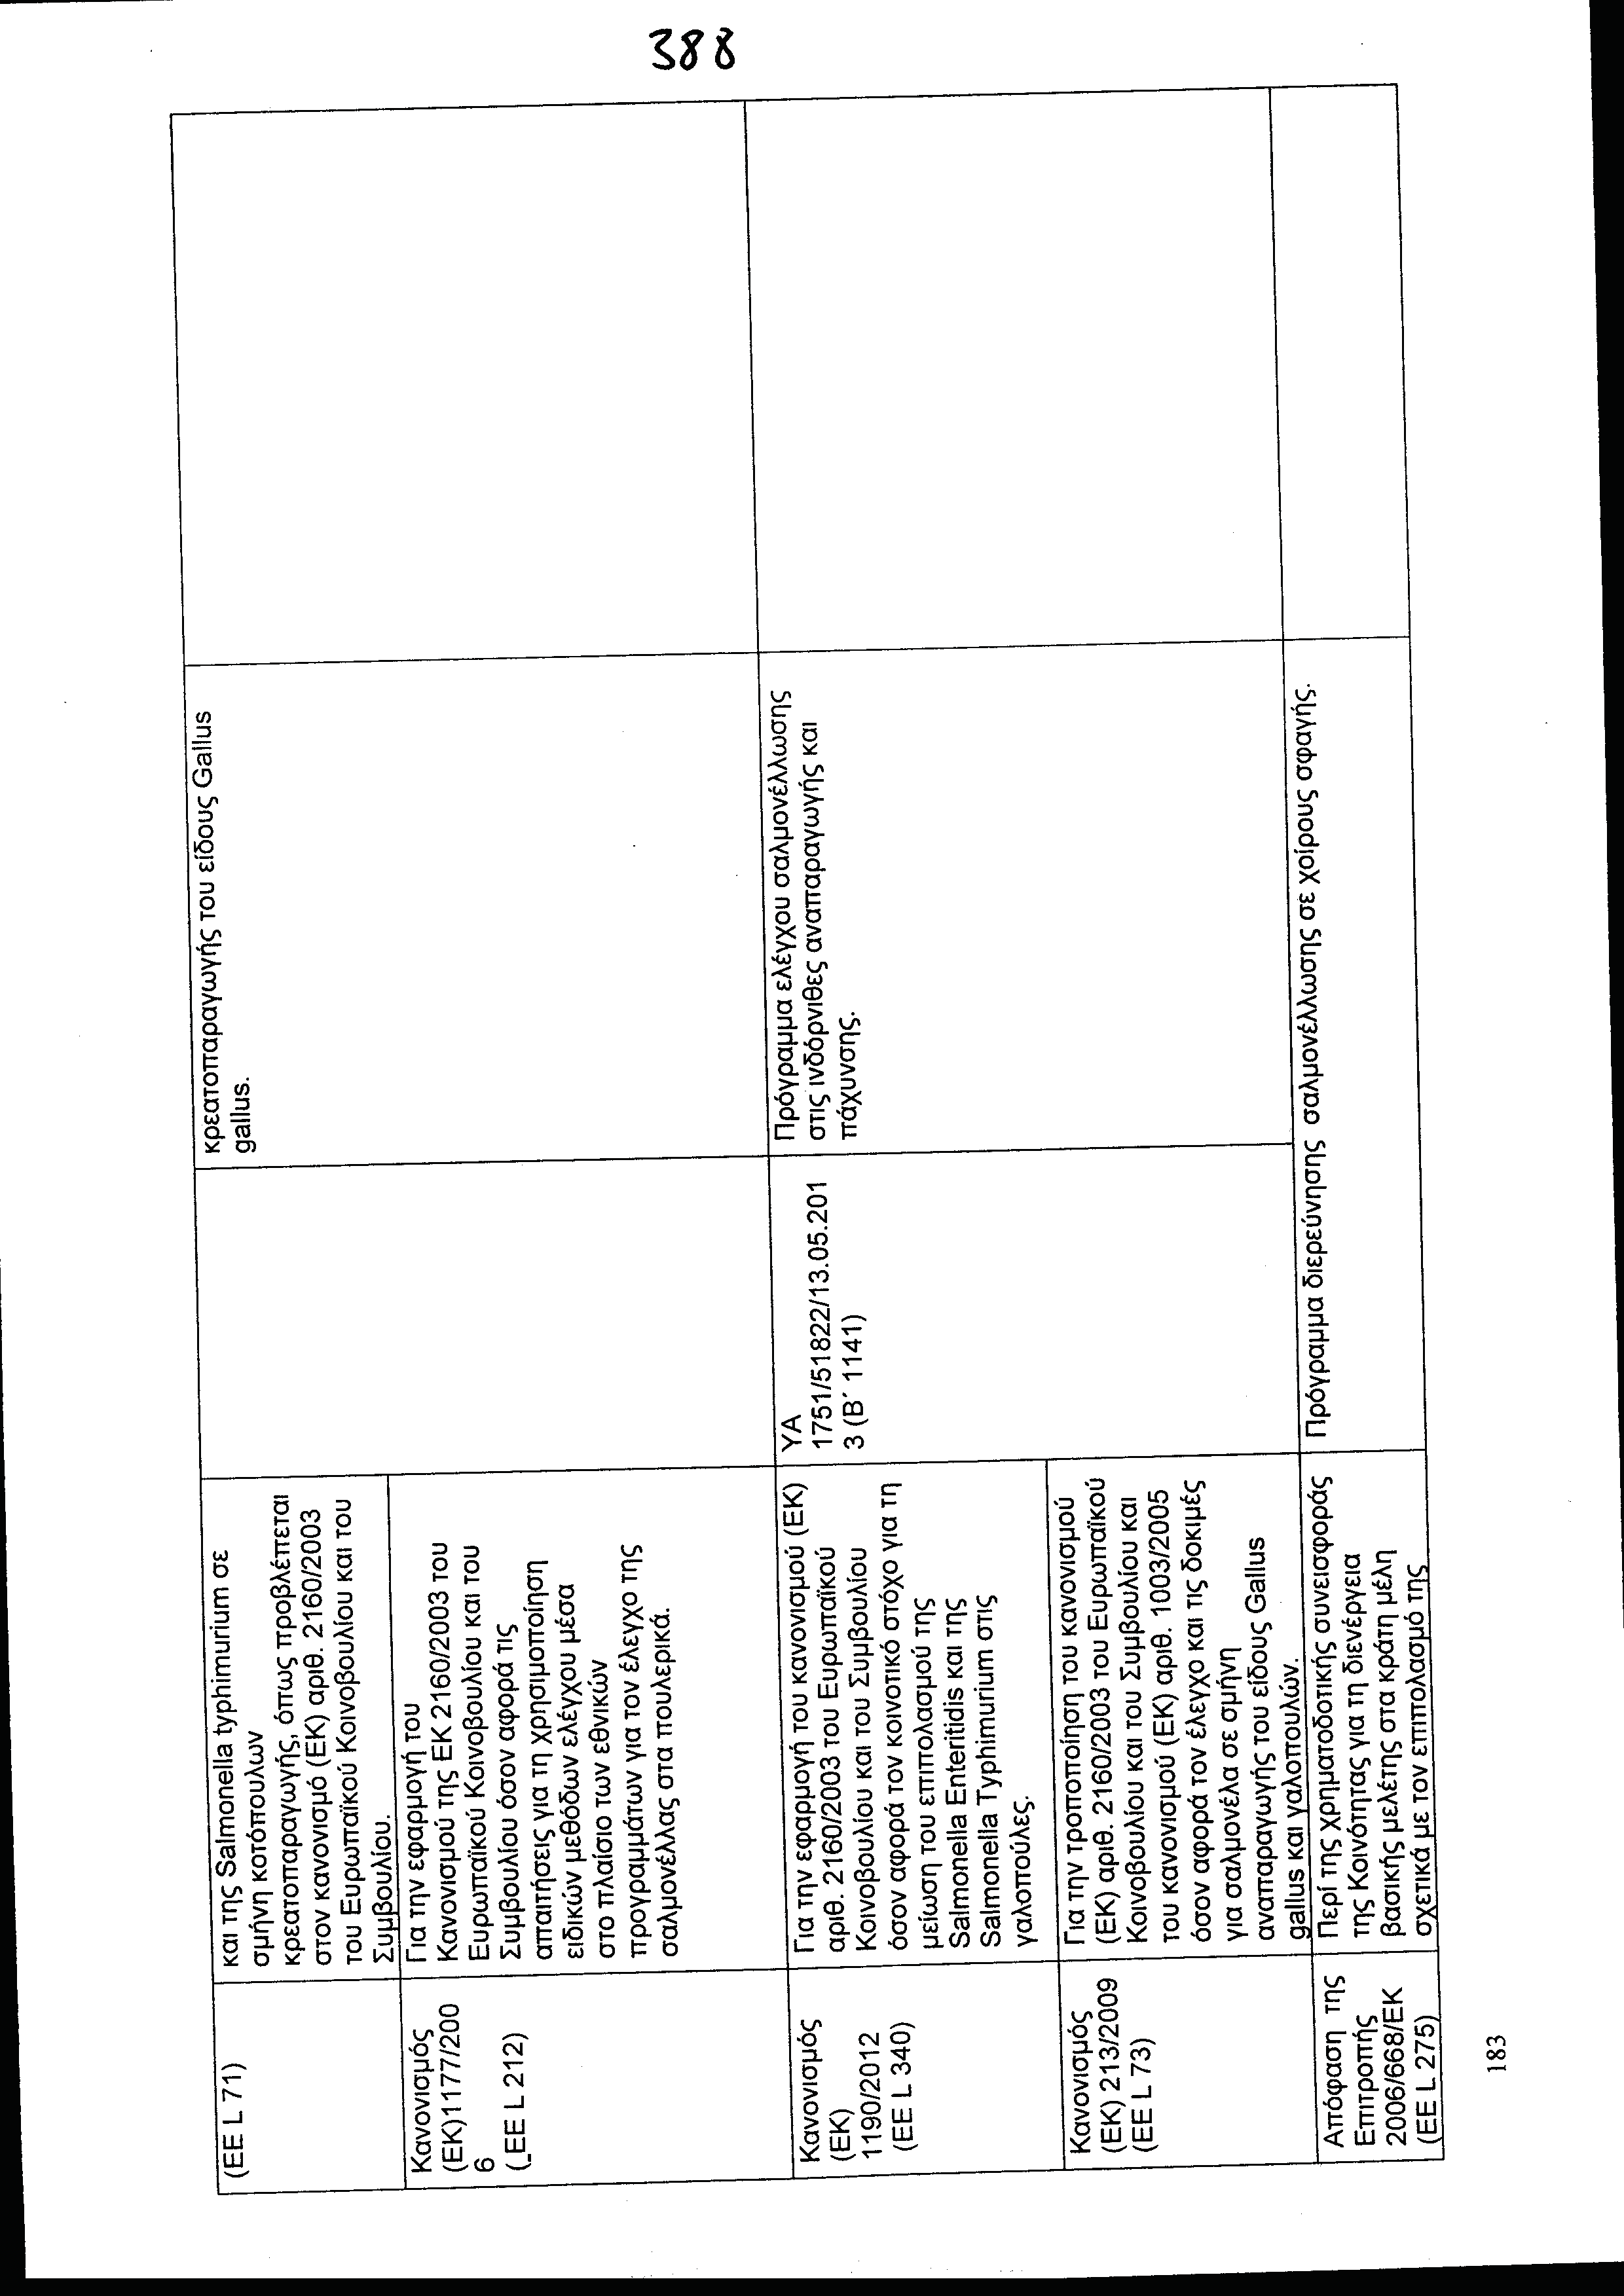 388
(ΕΕ L 71)
και της Salmonella typhimurium σε
σμήνη κοτόπουλων
κρεατοπαραγωγής, όπως προβλέπεται
στον κανονισμό (ΕΚ) αριθ. 2160/2003
του Ευρωπαϊκού Κοινοβουλίου και του
Συμβουλίου.
κρεατοπαραγωγής του είδους Gallus
gallus.
Κανονισμός
(ΕΚ)1177/200
6
(ΕΕ L 212)
Για την εφαρμογή του
Κανονισμού της ΕΚ 2160/2003 του
Ευρωπαϊκού Κοινοβουλίου και του
Συμβουλίου όσον αφορά τις
απαιτήσεις για τη χρησιμοποίηση
ειδικών μεθόδων ελέγχου μέσα
στο πλαίσιο των εθνικών
προγραμμάτων για τον έλεγχο της
σαλμονέλλας στα πουλερικά.
Κανονισμός
(ΕΚ)
1190/2012
(ΕΕ L 340)
Για την εφαρμογή του κανονισμού (ΕΚ)
αριθ. 2160/2003 του Ευρωπαϊκού
Κοινοβουλίου και του Συμβουλίου
όσον αφορά τον κοινοτικό στόχο για τη
μείωση του επιπολασμού της
Salmonella Enteritidis και της
Salmonella Typhimurium στις
γαλοπούλες.
ΥΑ
1751/51822/13.05.201
3 (Β΄ 1141)
Πρόγραμμα ελέγχου σαλμονέλλωσης
στις ινδόρνιθες αναπαραγωγής και
πάχυνσης.
Κανονισμός
(ΕΚ) 213/2009
(ΕΕ L 73)
Για την τροποποίηση του κανονισμού
(ΕΚ) αριθ. 2160/2003 του Ευρωπαϊκού
Κοινοβουλίου και του Συμβουλίου και
του κανονισμού (ΕΚ) αριθ. 1003/2005
όσον αφορά τον έλεγχο και τις δοκιμές
για σαλμονέλα σε σμήνη
αναπαραγωγής του είδους Gallus
gallus και γαλοπουλών.
Απόφαση της
Επιτροπής
2006/668/ΕΚ
(ΕΕ L 275)
Περί της χρηματοδοτικής συνεισφοράς
της Κοινότητας για τη διενέργεια
βασικής μελέτης στα κράτη μέλη
σχετικά με τον επιπολασμό της
Πρόγραμμα διερεύνησης σαλμονέλλωσης σε χοίρους σφαγής.
183